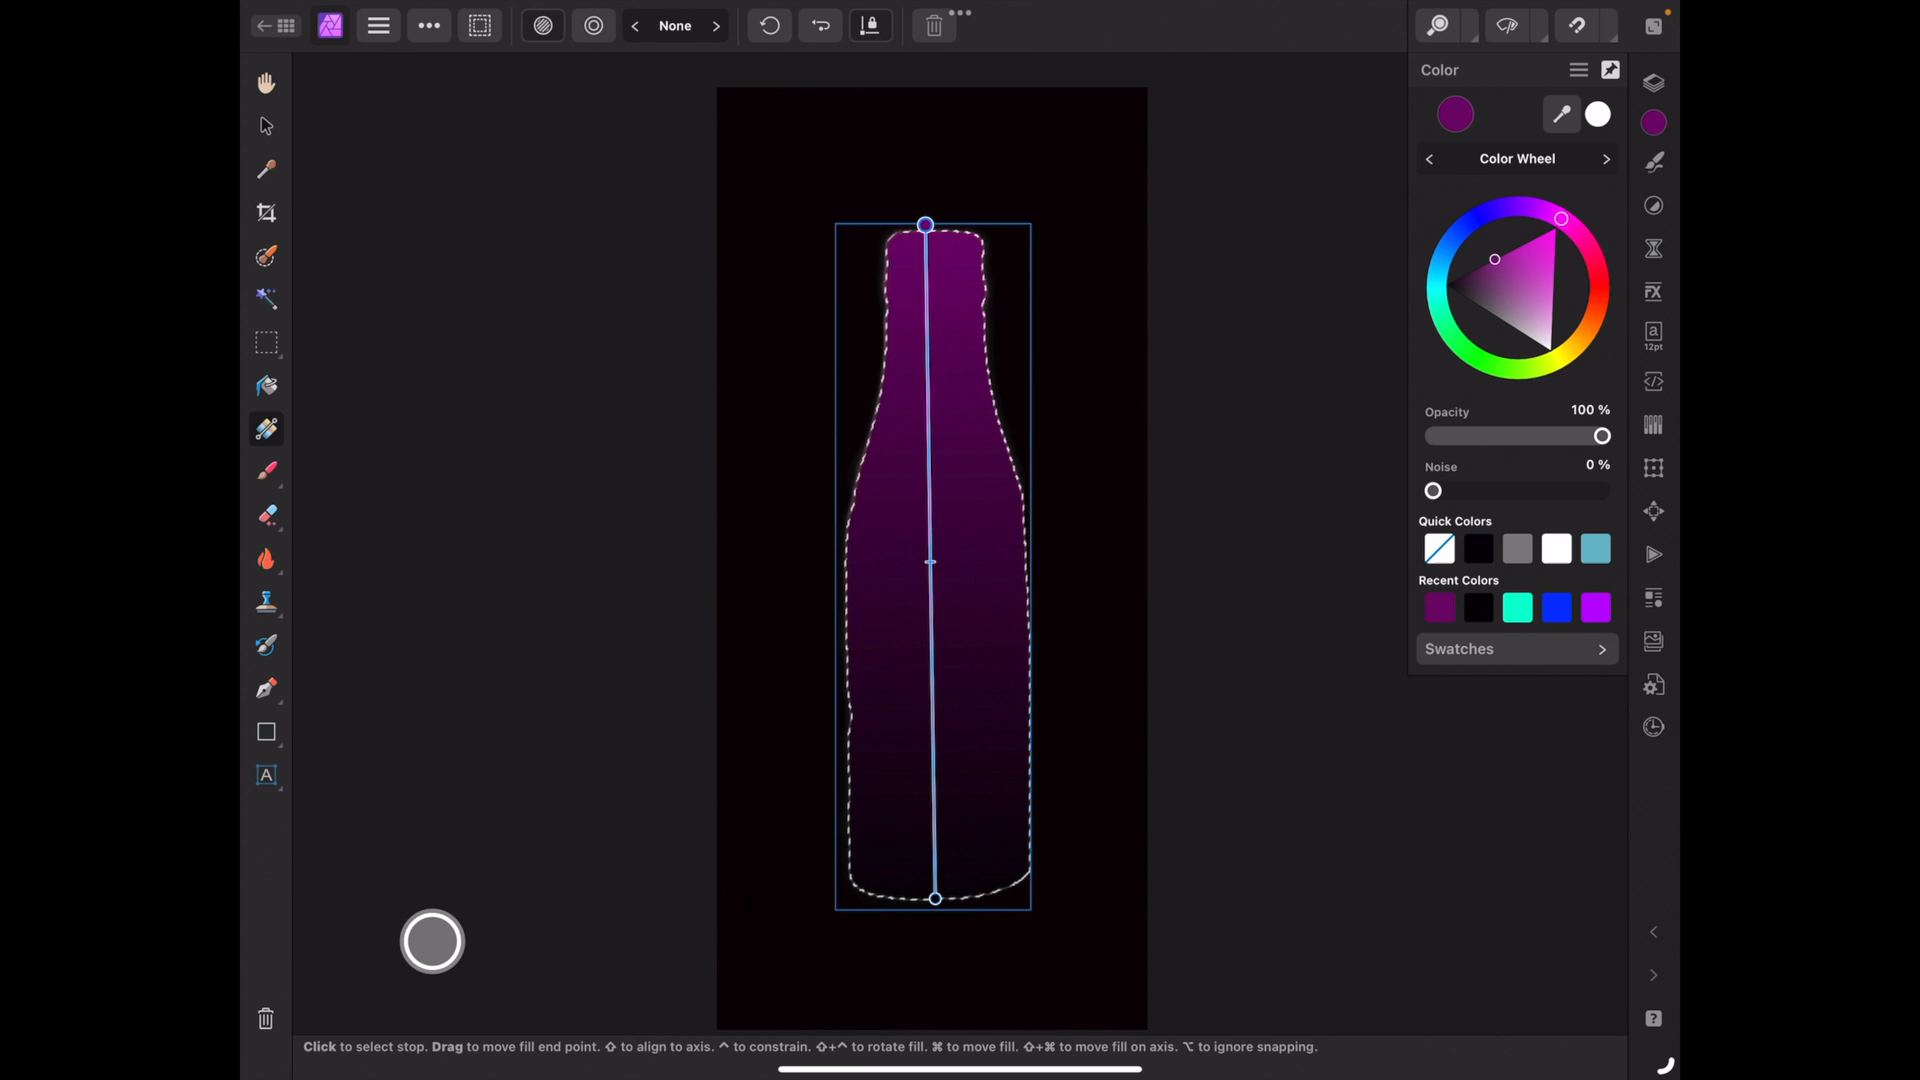 None
Color
Color Wheel
Opacity
100 %
Noise
0 %
Quick Colors
Recent Colors
Swatches
FX
a
12pt
A
?
Click to select stop. Drag to move fill end point. ⇧ to align to axis. ⌃ to constrain. ⇧+⌃ to rotate fill. ⌘ to move fill. ⇧+⌘ to move fill on axis. ⌥ to ignore snapping.